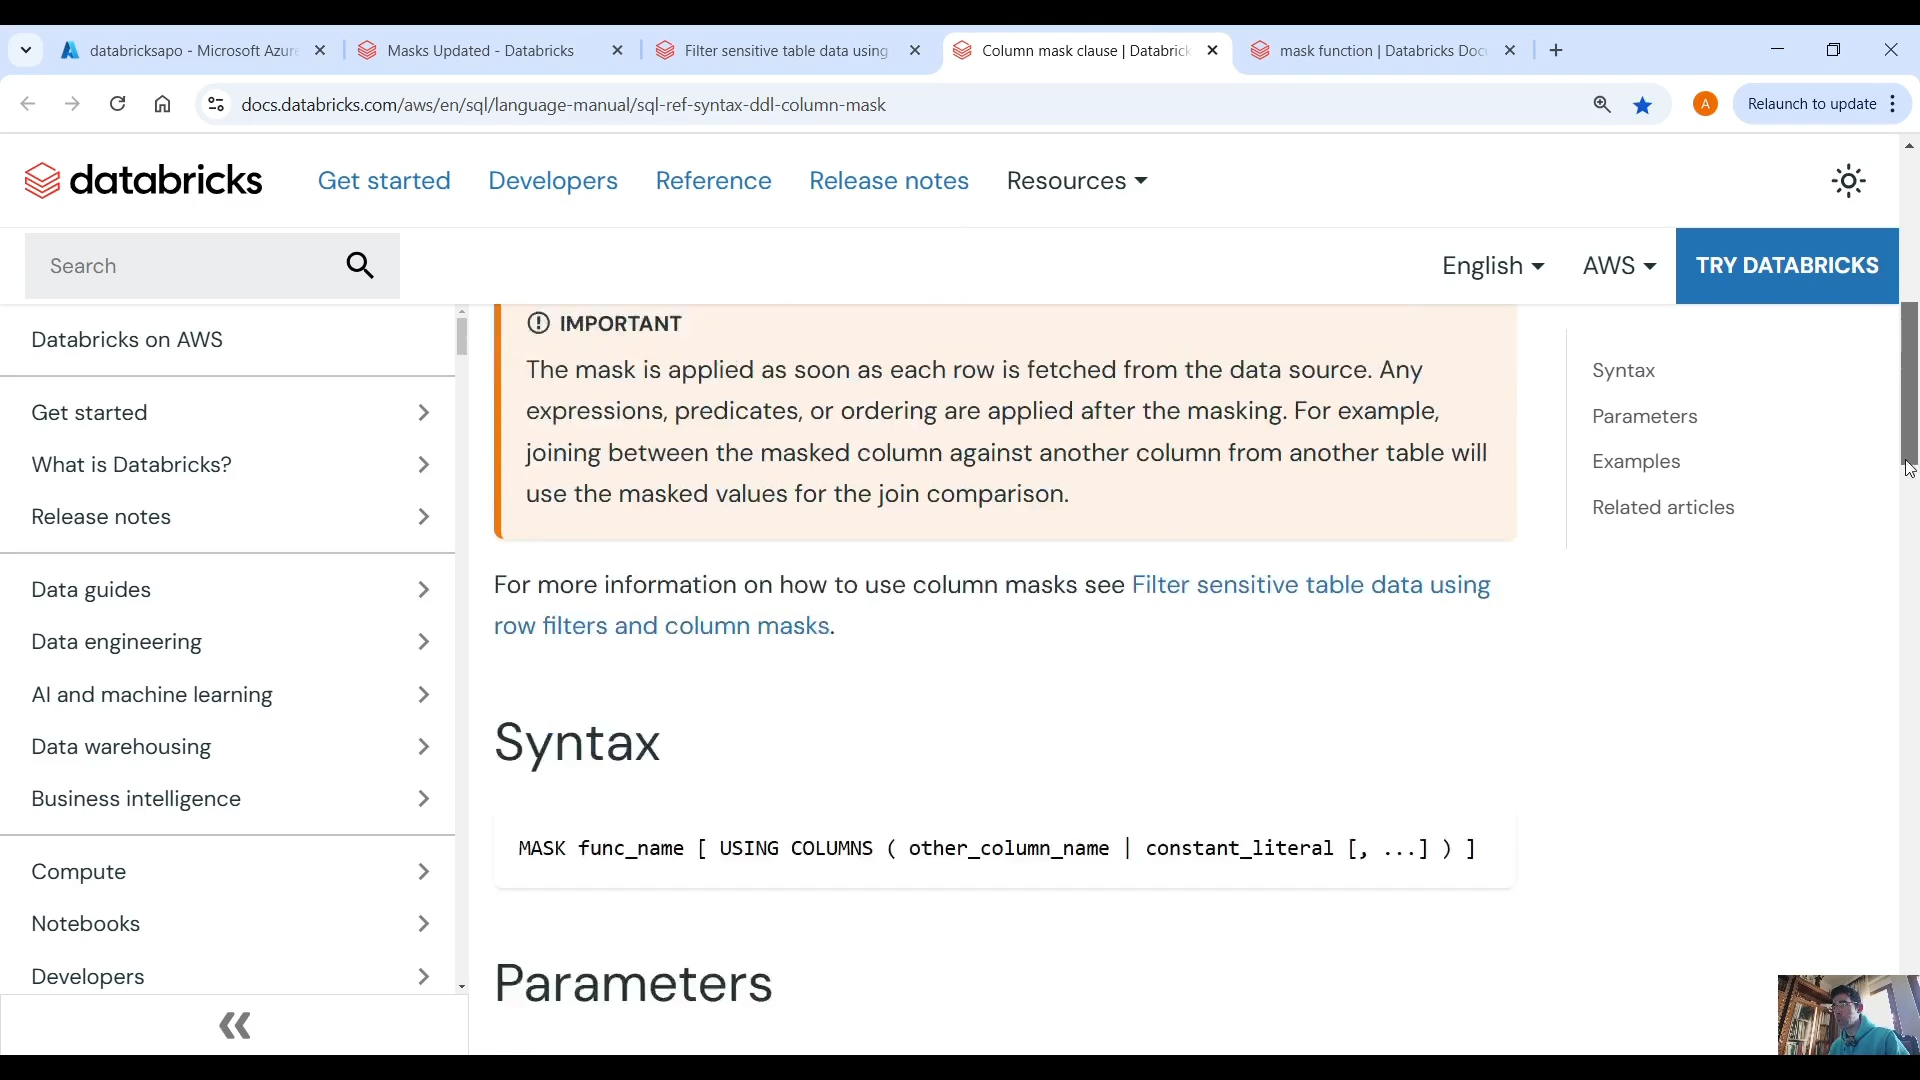 databricksapo - Microsoft Azure
Masks Updated - Databricks
Filter sensitive table data using
Column mask clause | Databrick
mask function | Databricks Doc
docs.databricks.com/aws/en/sql/language-manual/sql-ref-syntax-ddl-column-mask
A
Relaunch to update
databricks
Get started
Developers
Reference
Release notes
Resources
Search
English
AWS
TRY DATABRICKS
Databricks on AWS
Get started
What is Databricks?
Release notes
Data guides
Data engineering
AI and machine learning
Data warehousing
Business intelligence
Compute
Notebooks
Developers
IMPORTANT
The mask is applied as soon as each row is fetched from the data source. Any
expressions, predicates, or ordering are applied after the masking. For example,
joining between the masked column against another column from another table will
use the masked values for the join comparison.
For more information on how to use column masks see Filter sensitive table data using
row filters and column masks.
Syntax
MASK func_name [ USING COLUMNS ( other_column_name | constant_literal [, ...] ) ]
Parameters
Syntax
Parameters
Examples
Related articles